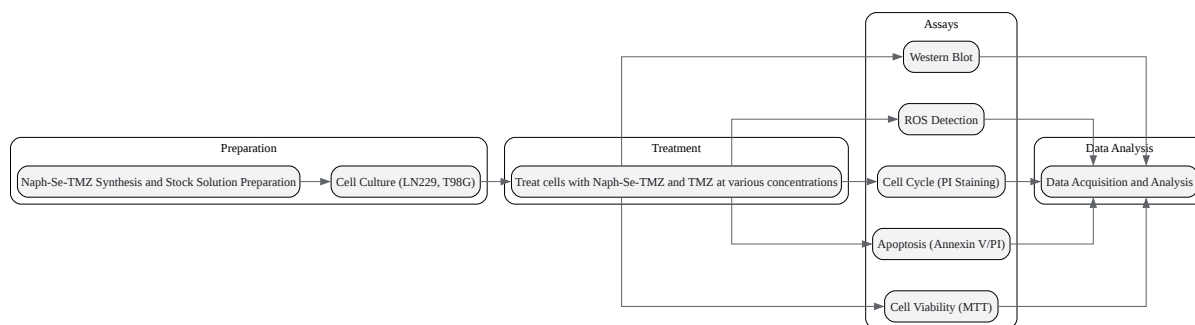 Preparation
Naph-Se-TMZ Synthesis and Stock Solution Preparation
Cell Culture (LN229, T98G)
Treatment
Treat cells with Naph-Se-TMZ and TMZ at various concentrations
Assays
Western Blot
ROS Detection
Cell Cycle (PI Staining)
Apoptosis (Annexin V/PI)
Cell Viability (MTT)
Data Analysis
Data Acquisition and Analysis